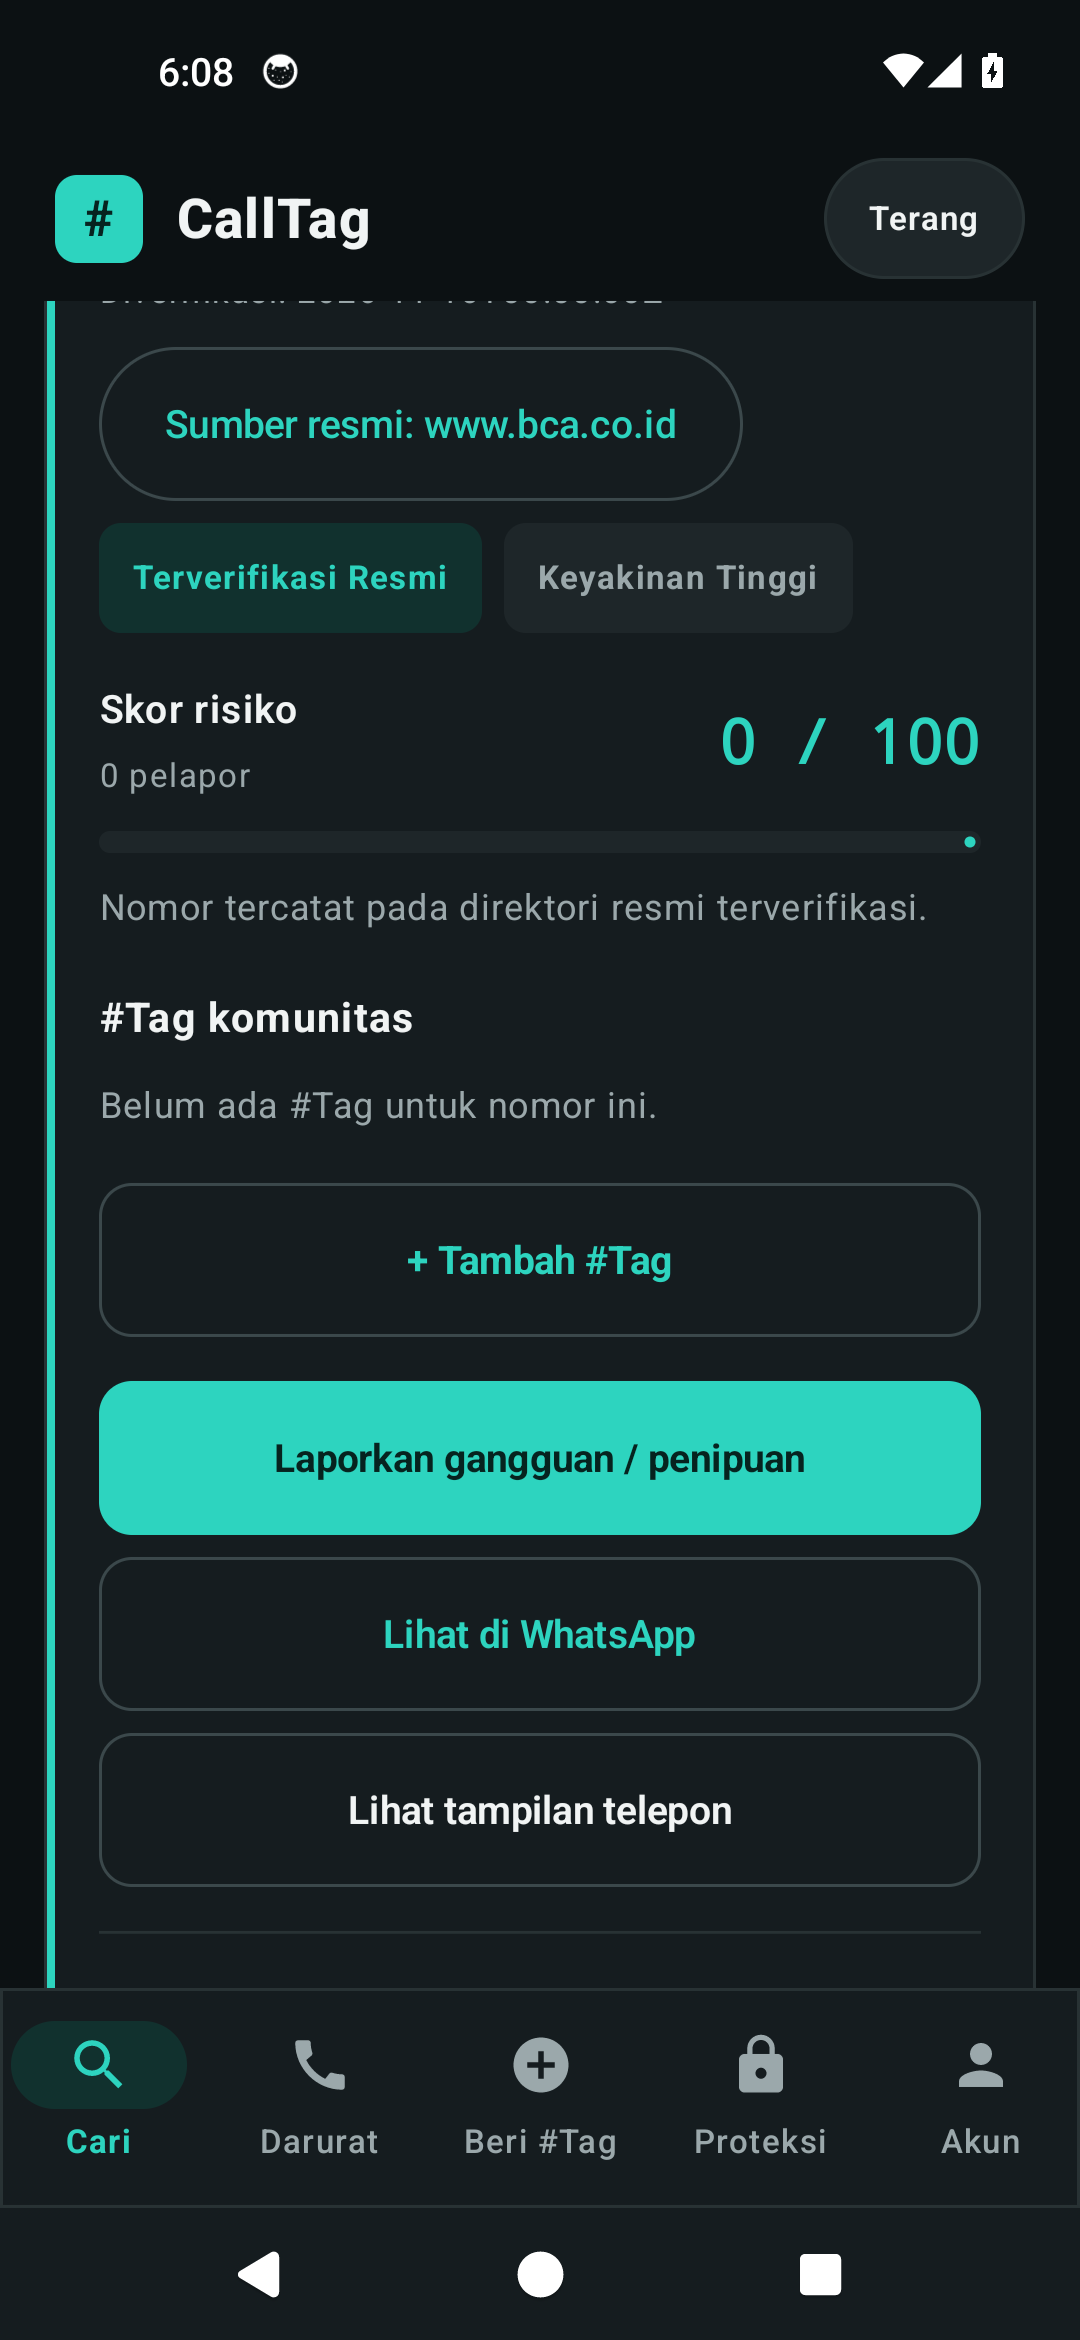 6:08
#
CallTag
Terang
Sumber resmi: www.bca.co.id
Terverifikasi Resmi
Keyakinan Tinggi
Skor risiko
0 / 100
0 pelapor
Nomor tercatat pada direktori resmi terverifikasi.
#Tag komunitas
Belum ada #Tag untuk nomor ini.
+ Tambah #Tag
Laporkan gangguan / penipuan
Lihat di WhatsApp
Lihat tampilan telepon
Cari
Darurat
Beri #Tag
Proteksi
Akun